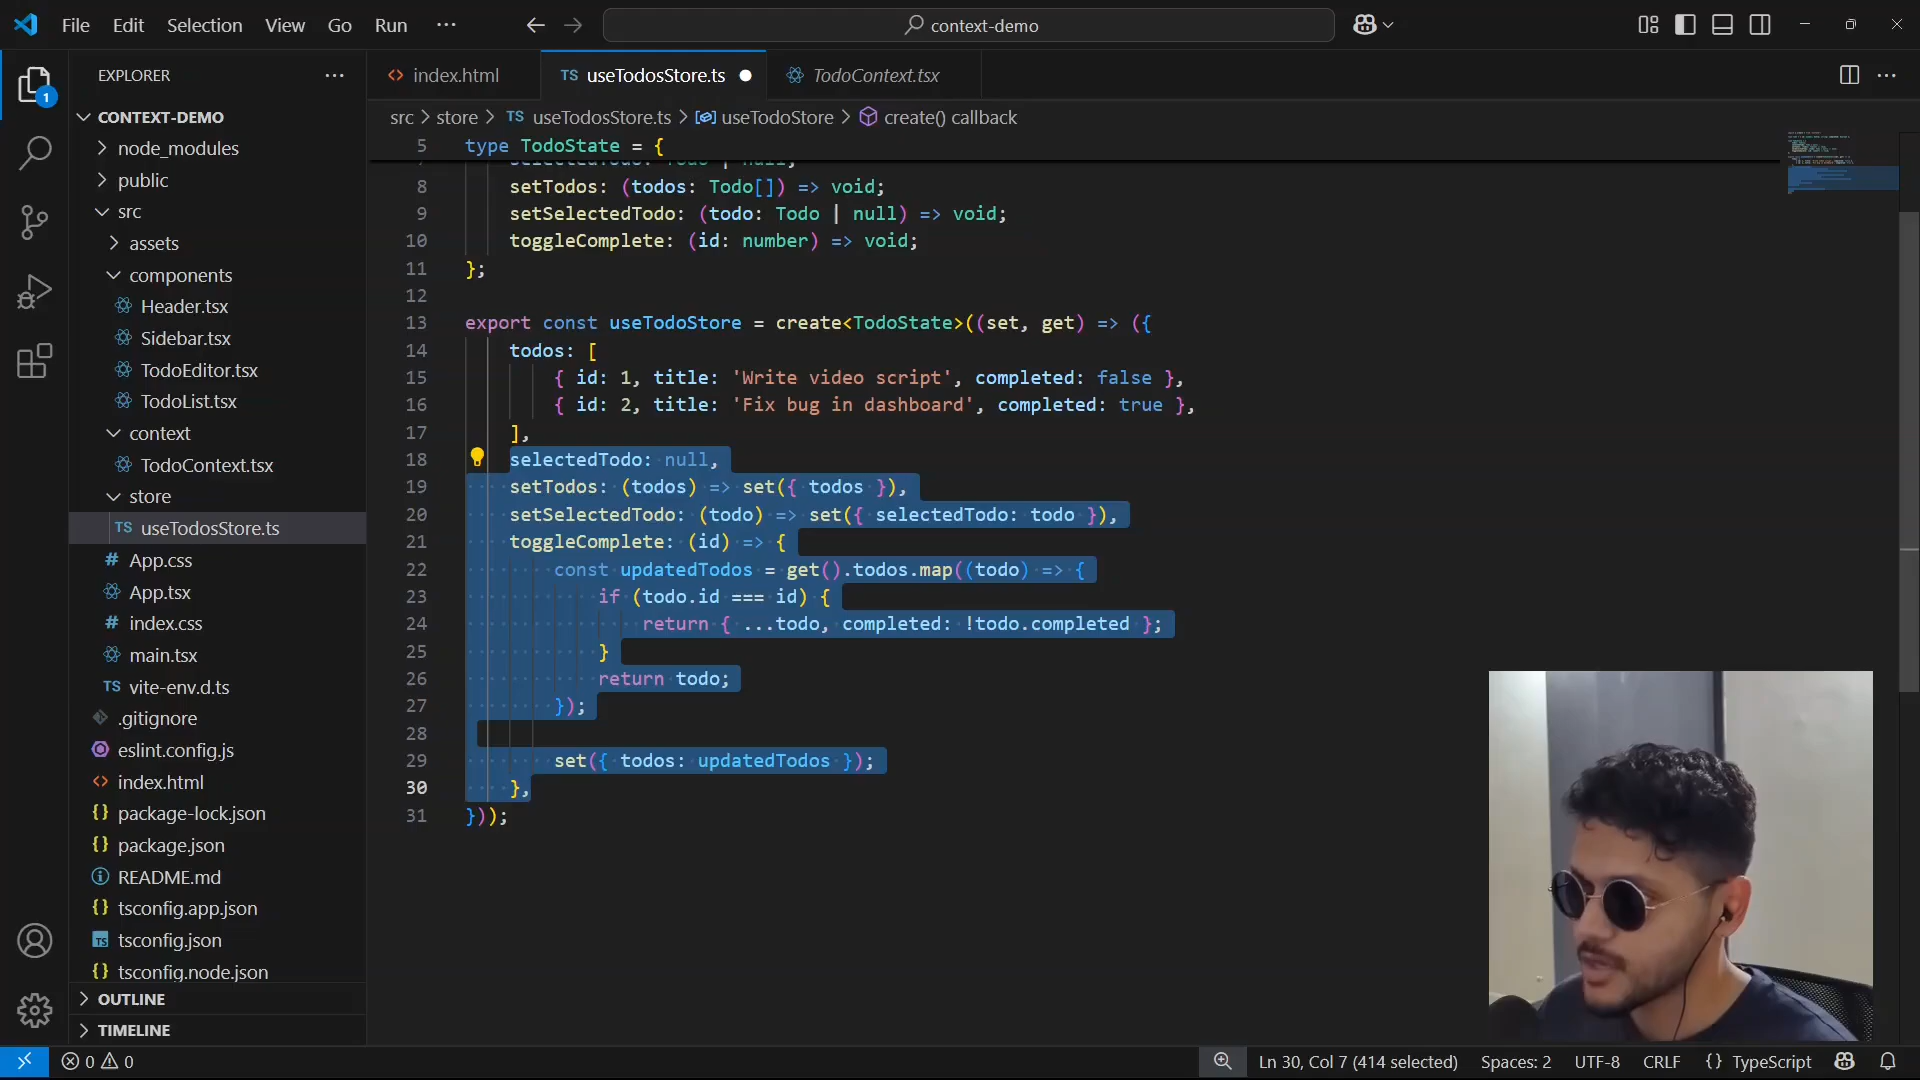 File Edit Selection View Go Run ··· context-demo
EXPLORER ···
CONTEXT-DEMO
node_modules
public
src
assets
components
Header.tsx
Sidebar.tsx
TodoEditor.tsx
TodoList.tsx
context
TodoContext.tsx
store
TS useTodosStore.ts
# App.css
App.tsx
# index.css
main.tsx
TS vite-env.d.ts
.gitignore
eslint.config.js
<> index.html
{} package-lock.json
{} package.json
README.md
{} tsconfig.app.json
TS tsconfig.json
{} tsconfig.node.json
OUTLINE
TIMELINE
1
<> index.html TS useTodosStore.ts ● TodoContext.tsx
src > store > TS useTodosStore.ts > useTodoStore > create() callback
5 type TodoState = {
8 setTodos: (todos: Todo[]) => void;
9 setSelectedTodo: (todo: Todo | null) => void;
10 toggleComplete: (id: number) => void;
11 };
12
13 export const useTodoStore = create<TodoState>((set, get) => ({
14 todos: [
15 { id: 1, title: 'Write video script', completed: false },
16 { id: 2, title: 'Fix bug in dashboard', completed: true },
17 ],
18 selectedTodo: null,
19 setTodos: (todos) => set({ todos }),
20 setSelectedTodo: (todo) => set({ selectedTodo: todo }),
21 toggleComplete: (id) => {
22 const updatedTodos = get().todos.map((todo) => {
23 if (todo.id === id) {
24 return { ...todo, completed: !todo.completed };
25 }
26 return todo;
27 });
28
29 set({ todos: updatedTodos });
30 },
31 }));
0 0 Ln 30, Col 7 (414 selected) Spaces: 2 UTF-8 CRLF {} TypeScript